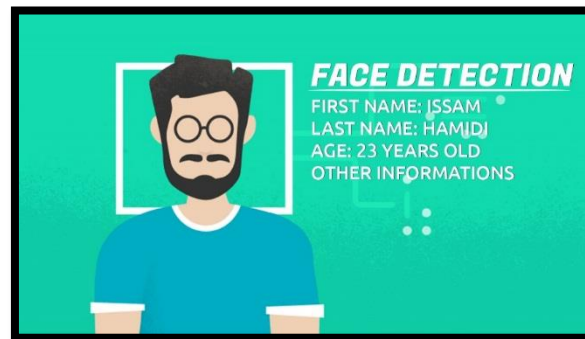 FACE DETECTION
FIRST NAME: ISSAM
LAST NAME: HAMIDI
AGE: 23 YEARS OLD
OTHER INFORMATIONS